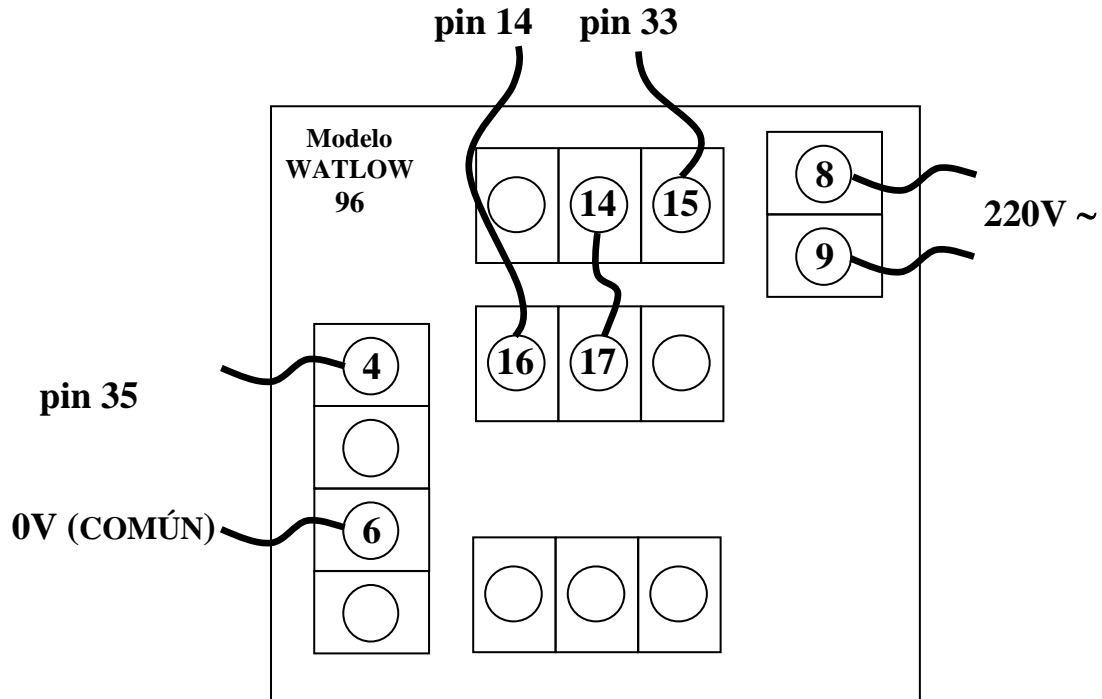 pin 14 pin 33
Modelo
WATLOW
96
8
14 15
220V ~
9
4
16 17
pin 35
0V (COMÚN)
6